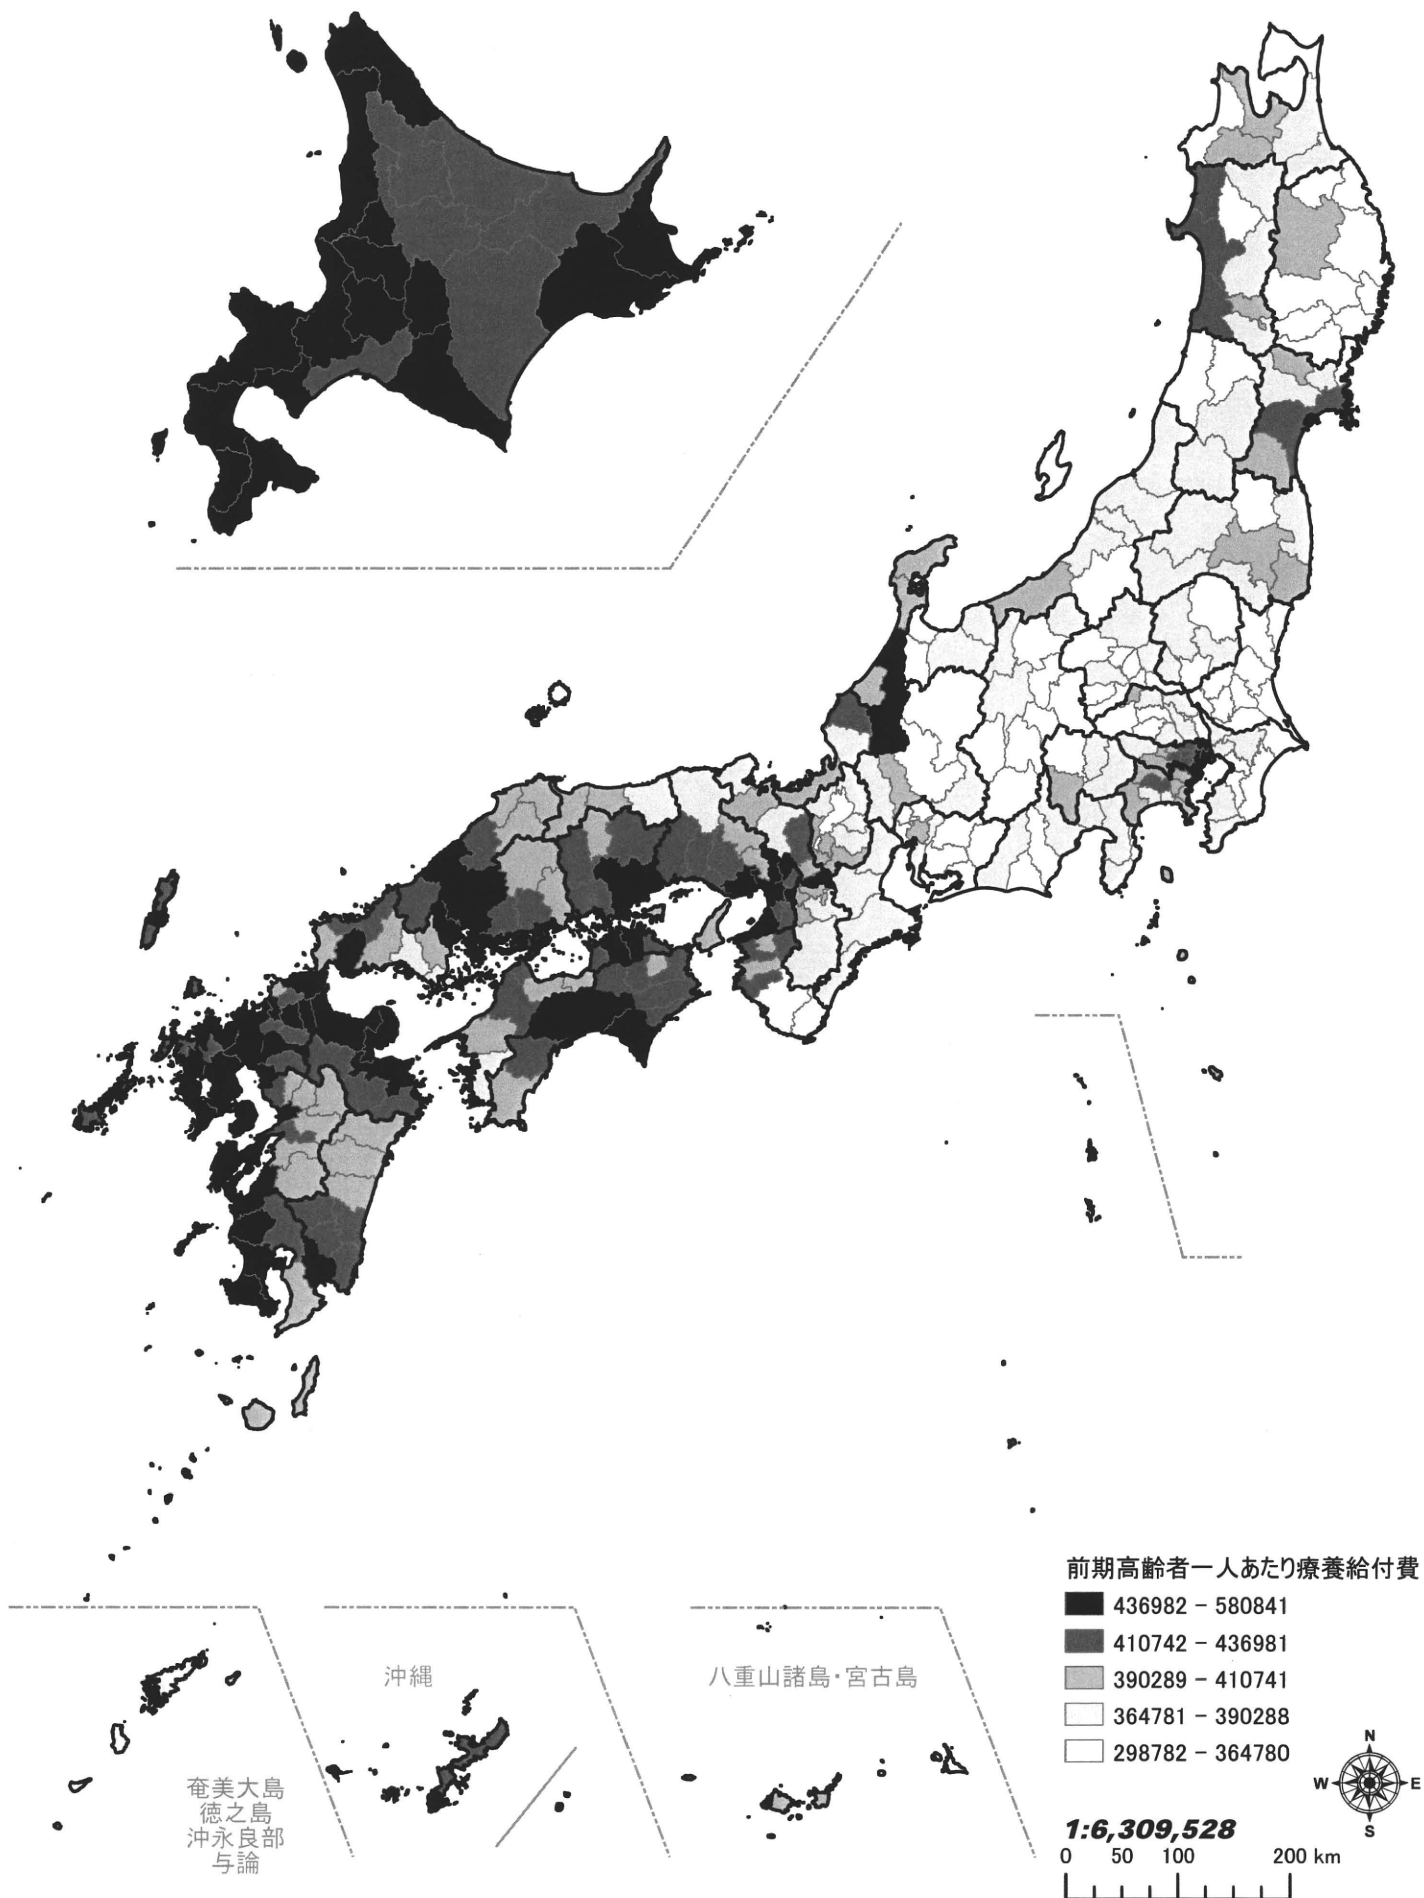 前期高齢者一人あたり療養給付費
436982 - 580841
410742 - 436981
390289 - 410741
364781 - 390288
298782 - 364780
沖縄
八重山諸島・宮古島
奄美大島
徳之島
沖永良部
与論
N
W E
S
1:6,309,528
0 50 100 200 km